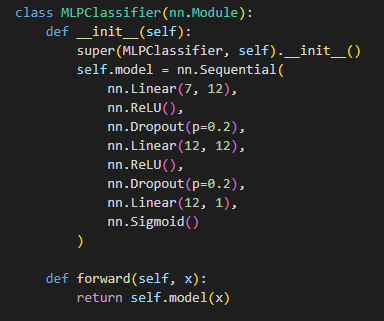 class MLPClassifier(nn.Module):
    def __init__(self):
        super(MLPClassifier, self).__init__()
        self.model = nn.Sequential(
            nn.Linear(7, 12),
            nn.ReLU(),
            nn.Dropout(p=0.2),
            nn.Linear(12, 12),
            nn.ReLU(),
            nn.Dropout(p=0.2),
            nn.Linear(12, 1),
            nn.Sigmoid()
        )
    def forward(self, x):
        return self.model(x)